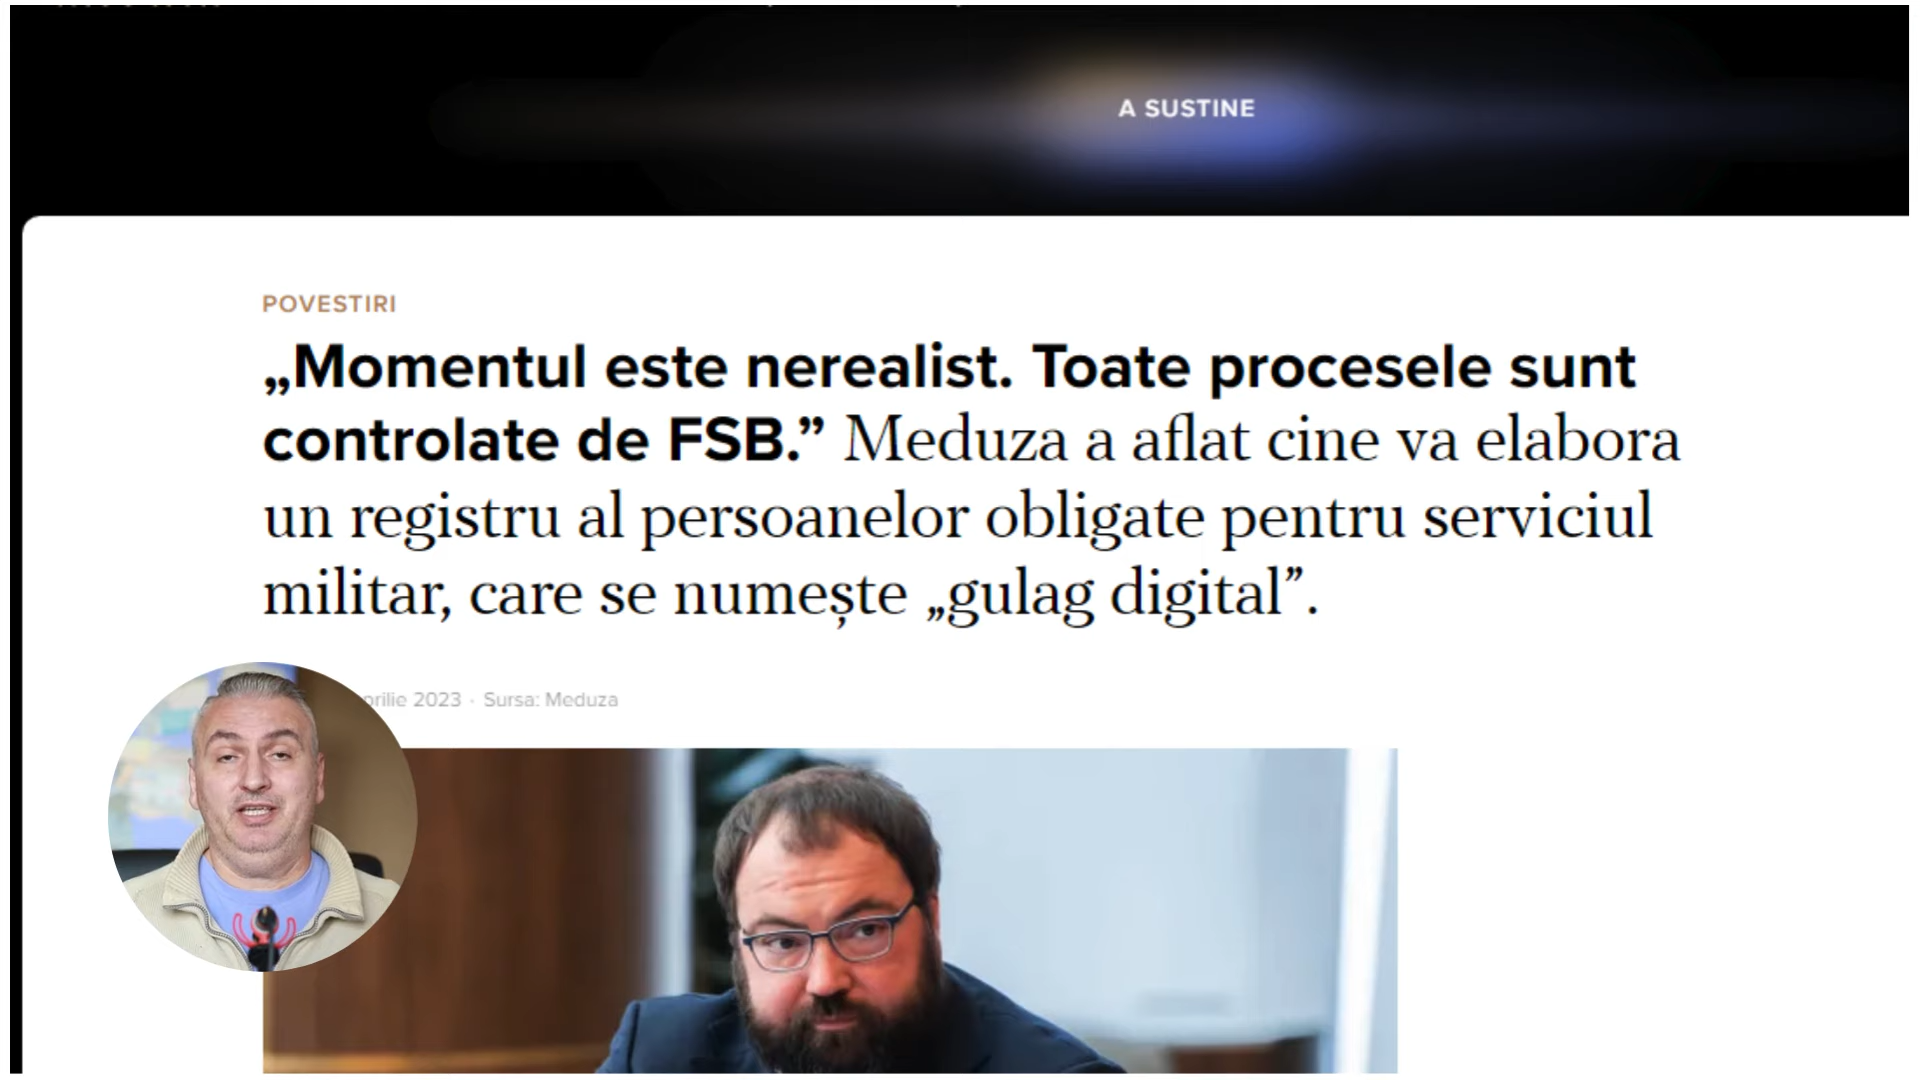 A SUSTINE
POVESTIRI
„Momentul este nerealist. Toate procesele sunt
controlate de FSB.” Meduza a aflat cine va elabora
un registru al persoanelor obligate pentru serviciul
militar, care se numește „gulag digital”.
2023 · Sursa: Meduza